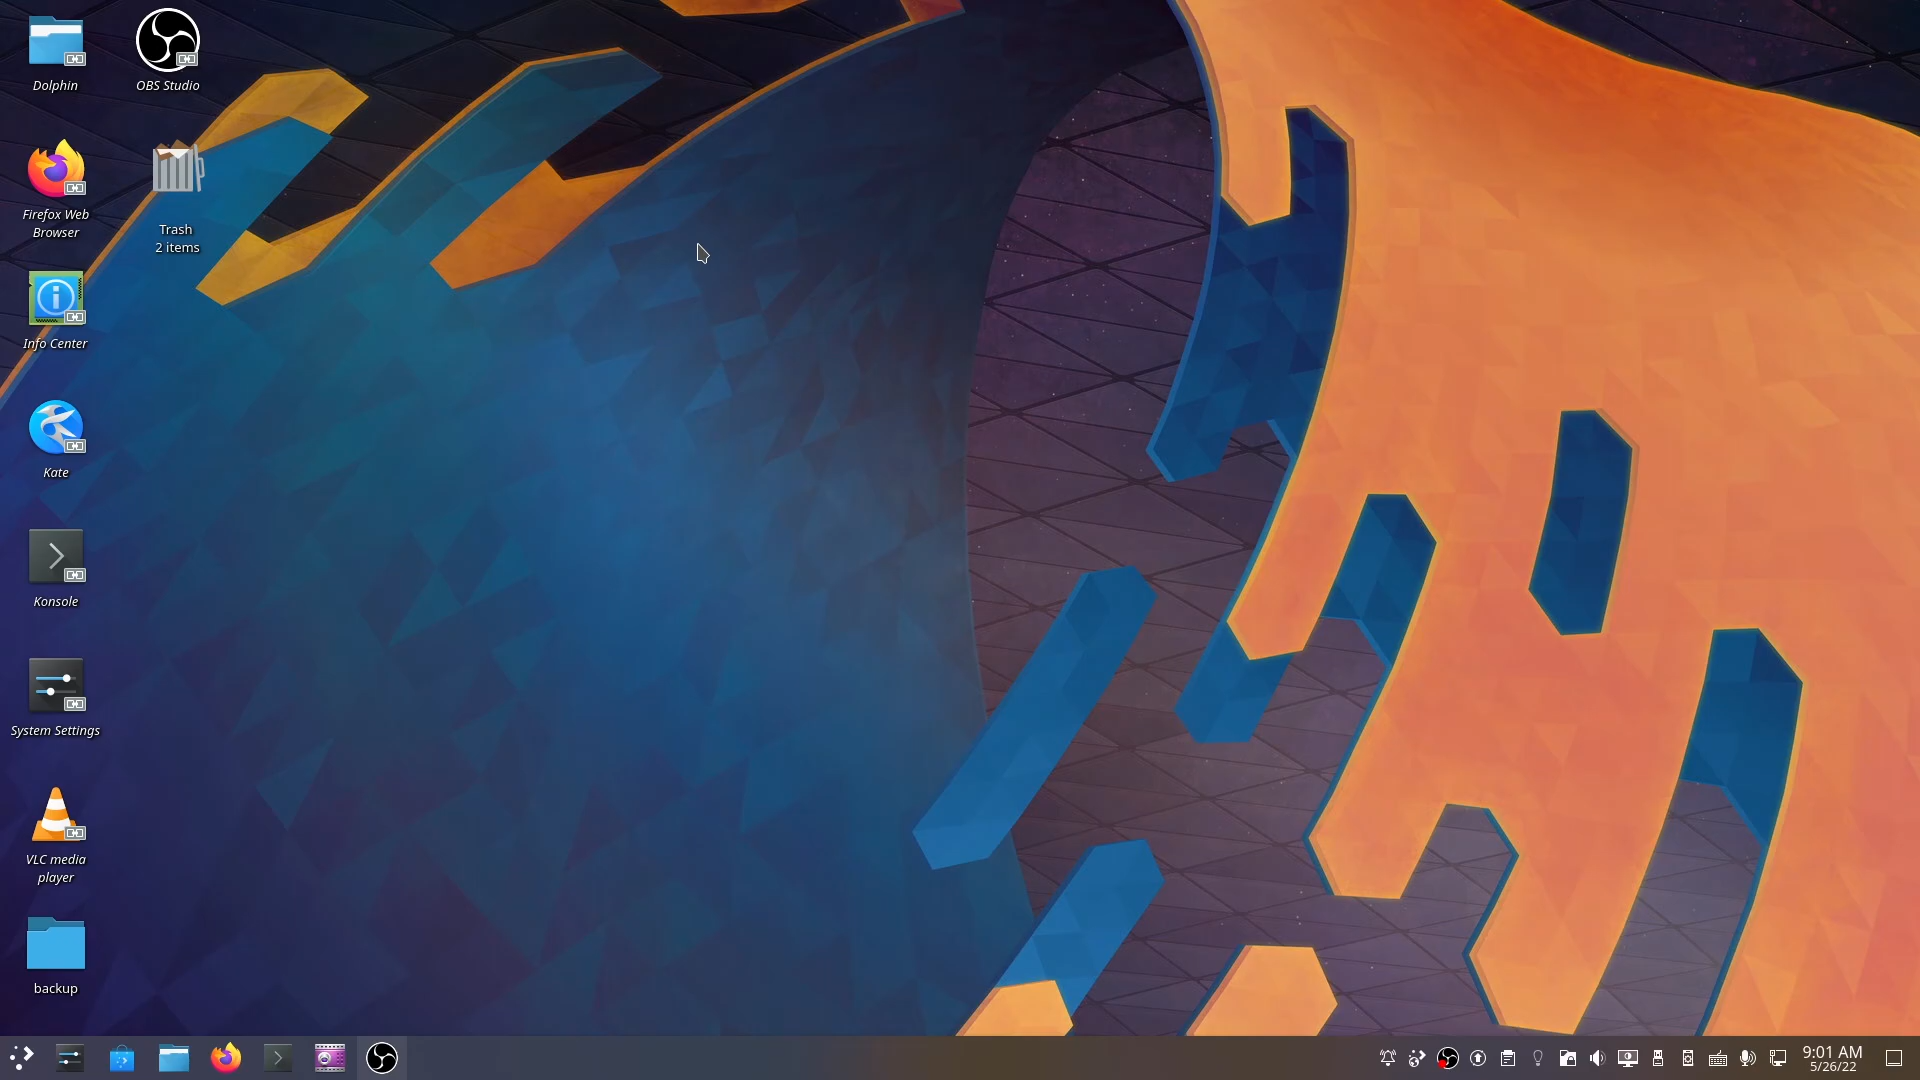 Dolphin
OBS Studio
Firefox Web
Browser
Trash
2 items
Info Center
Kate
Konsole
System Settings
VLC media
player
backup
9:01 AM
5/26/22